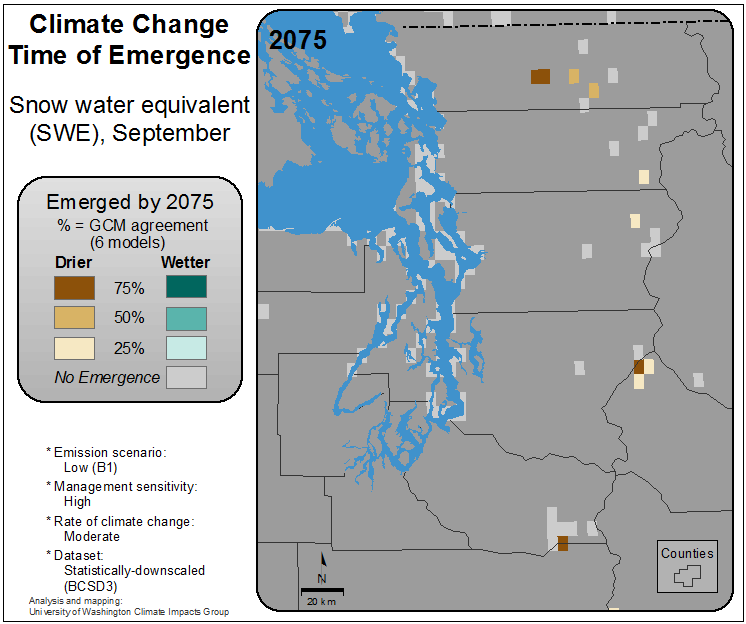 Climate Change
Time of Emergence
Snow water equivalent
(SWE), September
Emerged by 2075
% = GCM agreement
(6 models)
Drier Wetter
75%
50%
25%
No Emergence
* Emission scenario:
Low (B1)
* Management sensitivity:
High
* Rate of climate change:
Moderate
* Dataset:
Statistically-downscaled
(BCSD3)
Analysis and mapping:
University of Washington Climate Impacts Group
2075
N
20 km
Counties